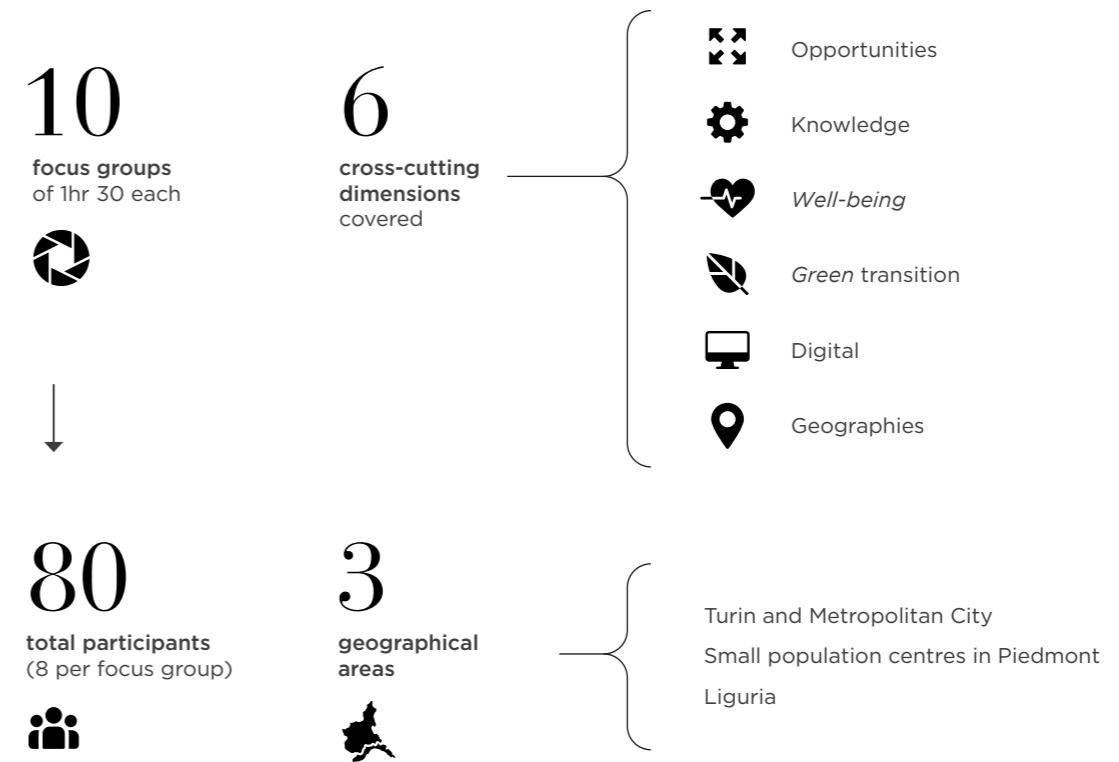 10
focus groups
of 1hr 30 each
6
cross-cutting
dimensions
covered
Opportunities
Knowledge
Well-being
Green transition
Digital
Geographies
80
total participants
(8 per focus group)
3
geographical
areas
Turin and Metropolitan City
Small population centres in Piedmont
Liguria